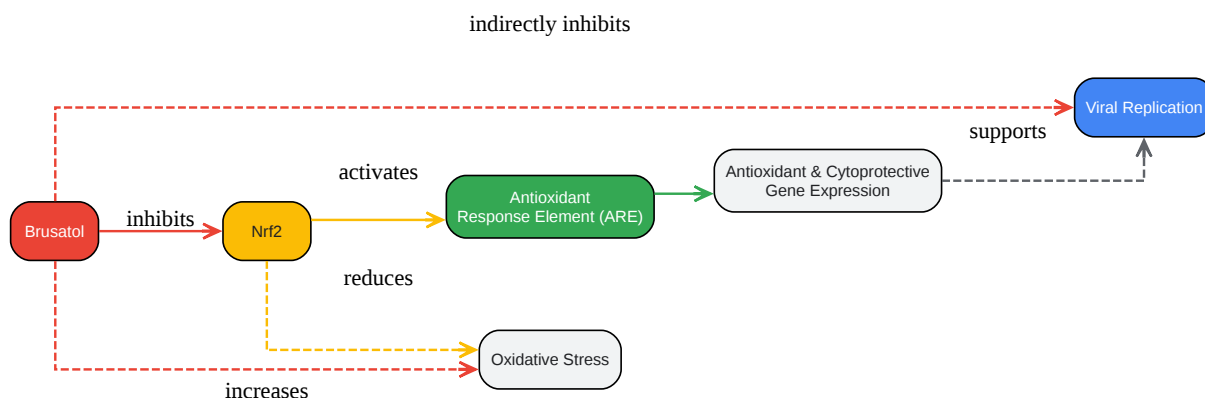 indirectly inhibits
Viral Replication
supports
Antioxidant & Cytoprotective
Gene Expression
activates
Antioxidant
Response Element (ARE)
Brusatol
inhibits
Nrf2
reduces
Oxidative Stress
increases